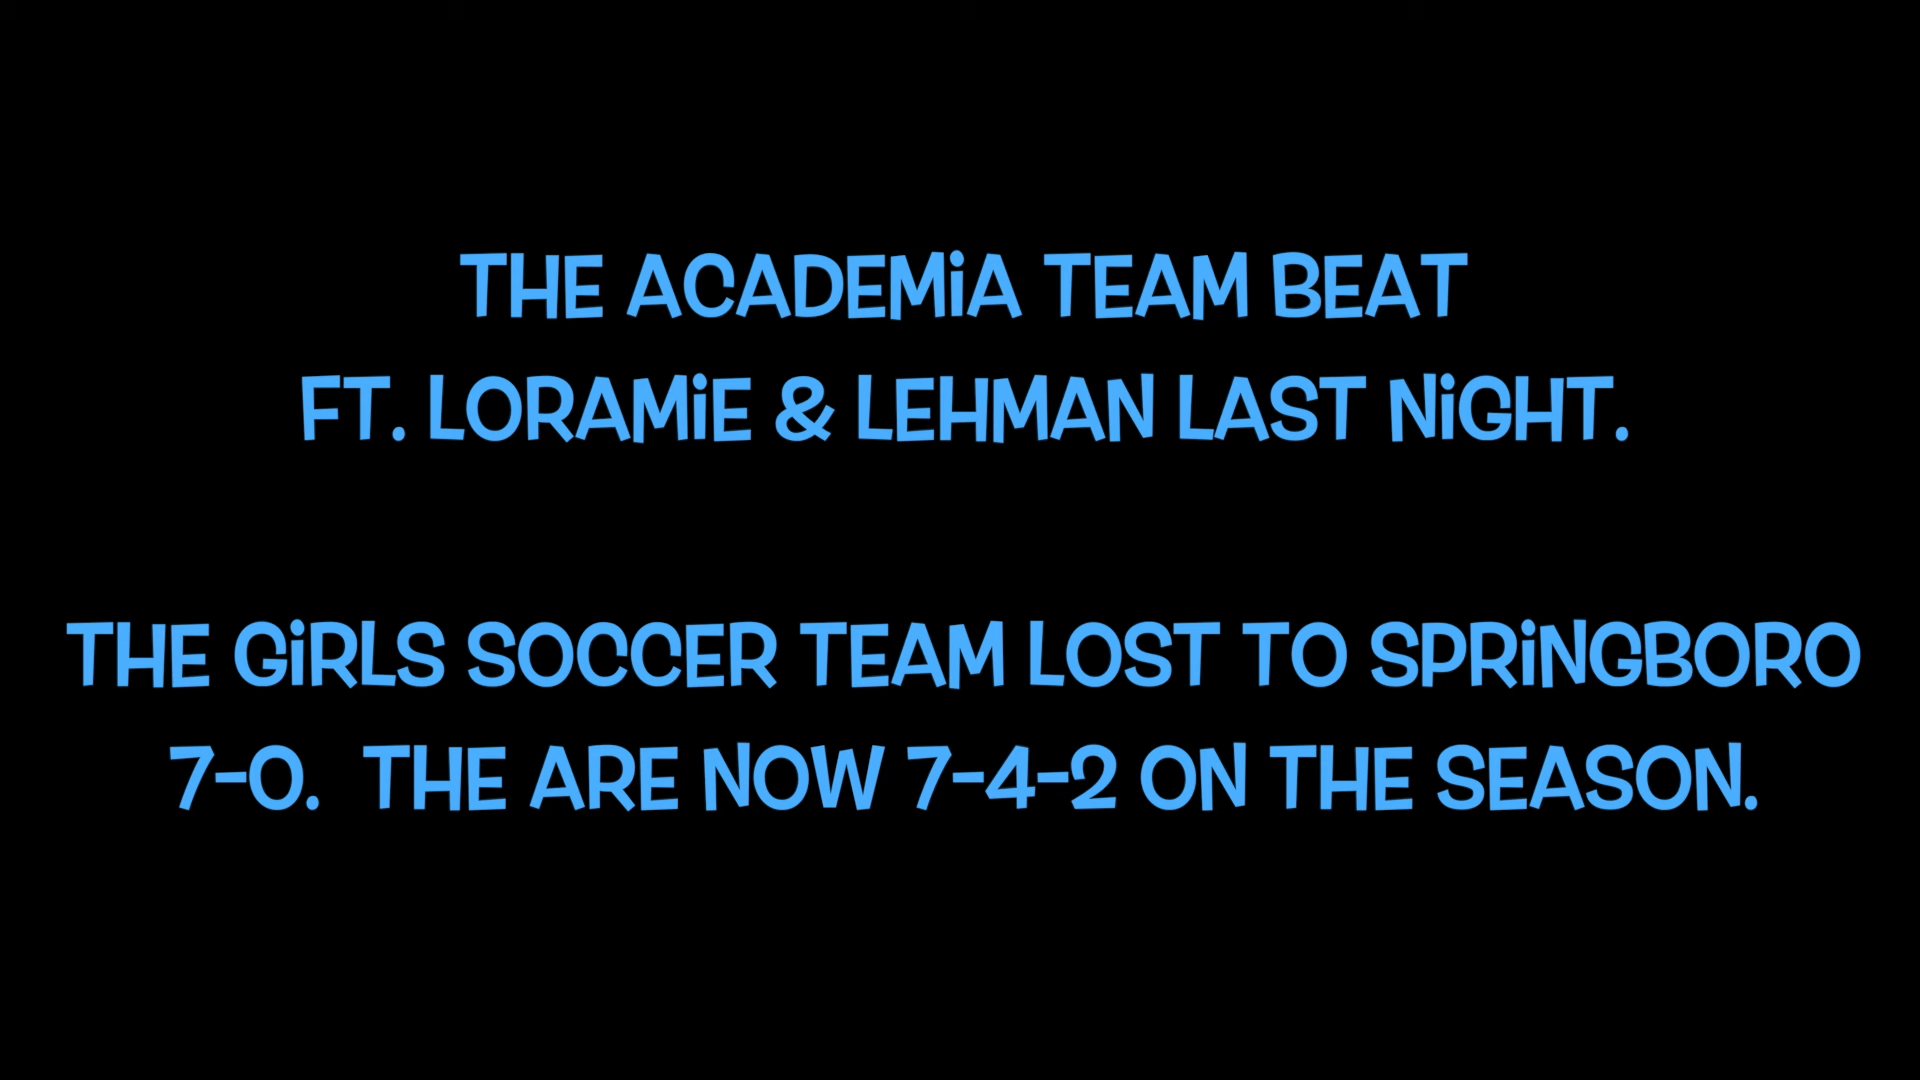 THE ACADEMIA TEAM BEAT
FT. LORAMIE & LEHMAN LAST NIGHT.
THE GIRLS SOCCER TEAM LOST TO SPRINGBORO
7-0. THE ARE NOW 7-4-2 ON THE SEASON.